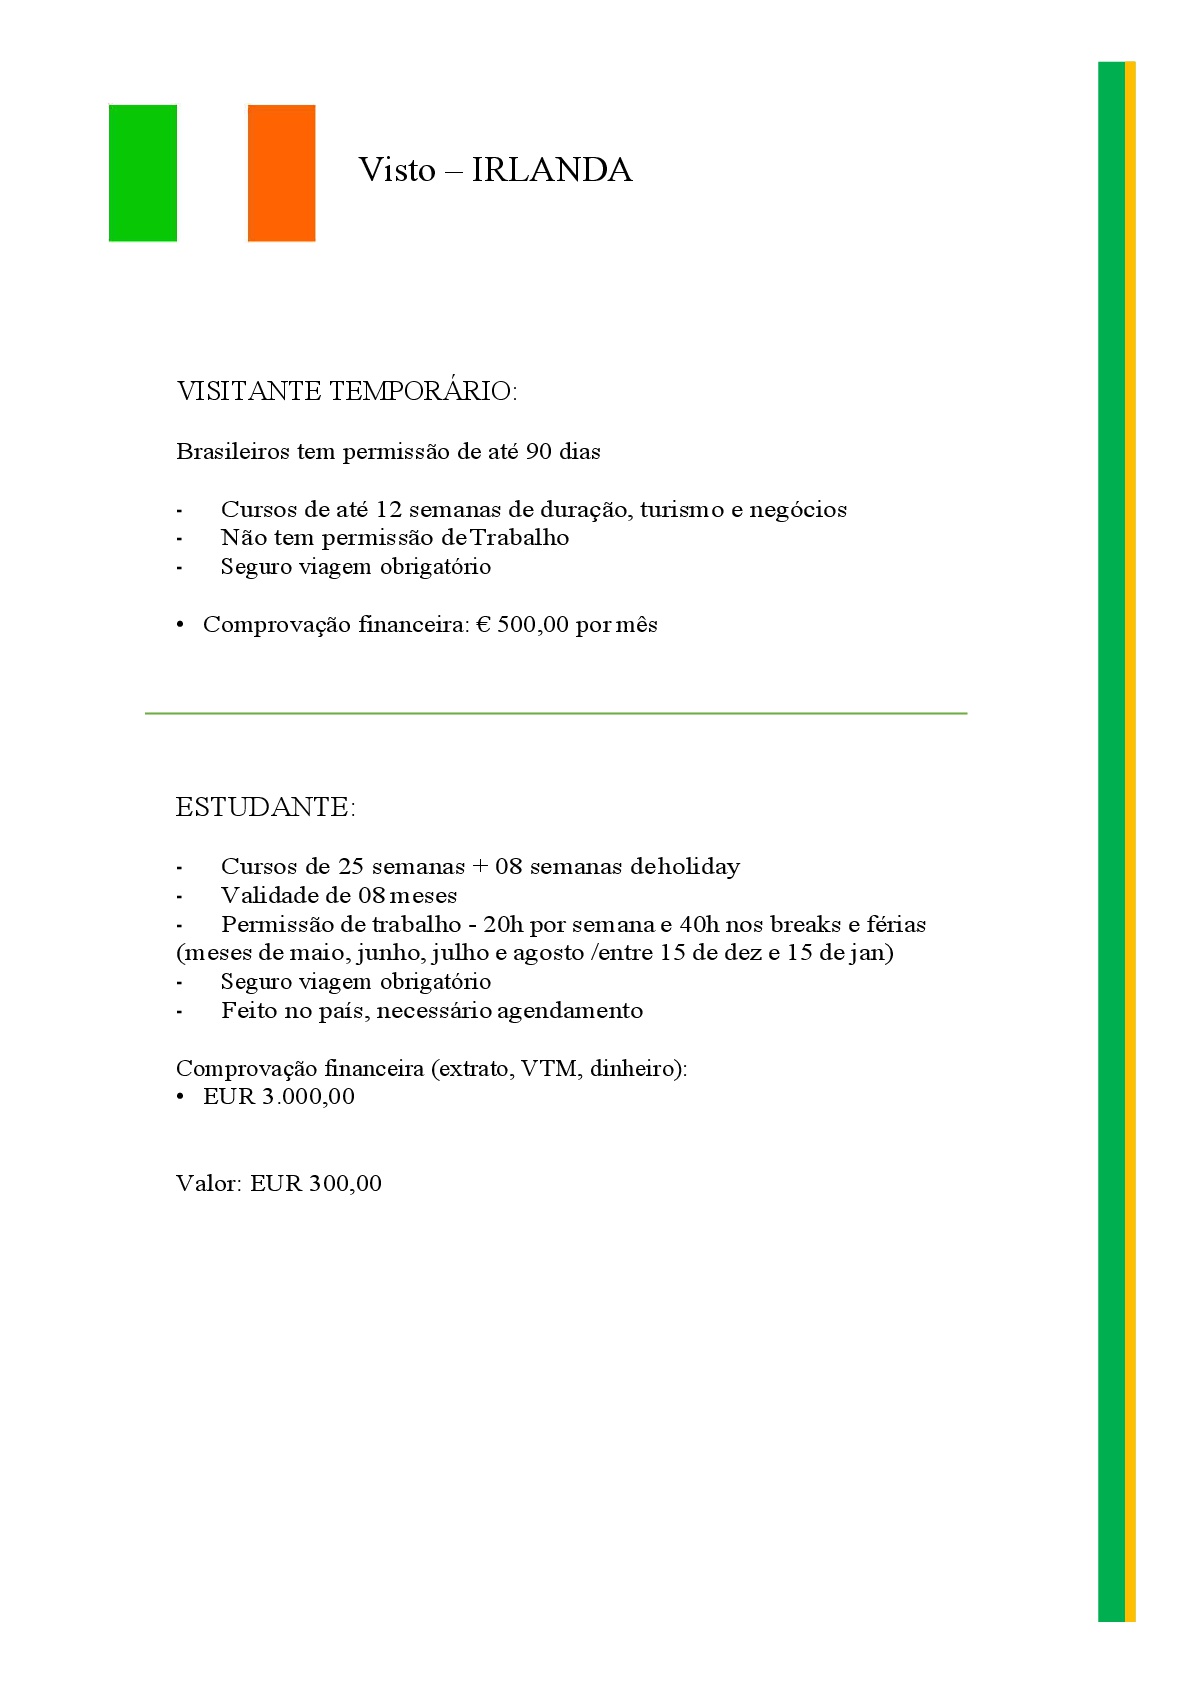 Visto – IRLANDA
VISITANTE TEMPORÁRIO:
Brasileiros tem permissão de até 90 dias
- Cursos de até 12 semanas de duração, turismo e negócios
- Não tem permissão de Trabalho
- Seguro viagem obrigatório
• Comprovação financeira: € 500,00 por mês
ESTUDANTE:
- Cursos de 25 semanas + 08 semanas de holiday
- Validade de 08 meses
- Permissão de trabalho - 20h por semana e 40h nos breaks e férias
(meses de maio, junho, julho e agosto /entre 15 de dez e 15 de jan)
- Seguro viagem obrigatório
- Feito no país, necessário agendamento
Comprovação financeira (extrato, VTM, dinheiro):
• EUR 3.000,00
Valor: EUR 300,00